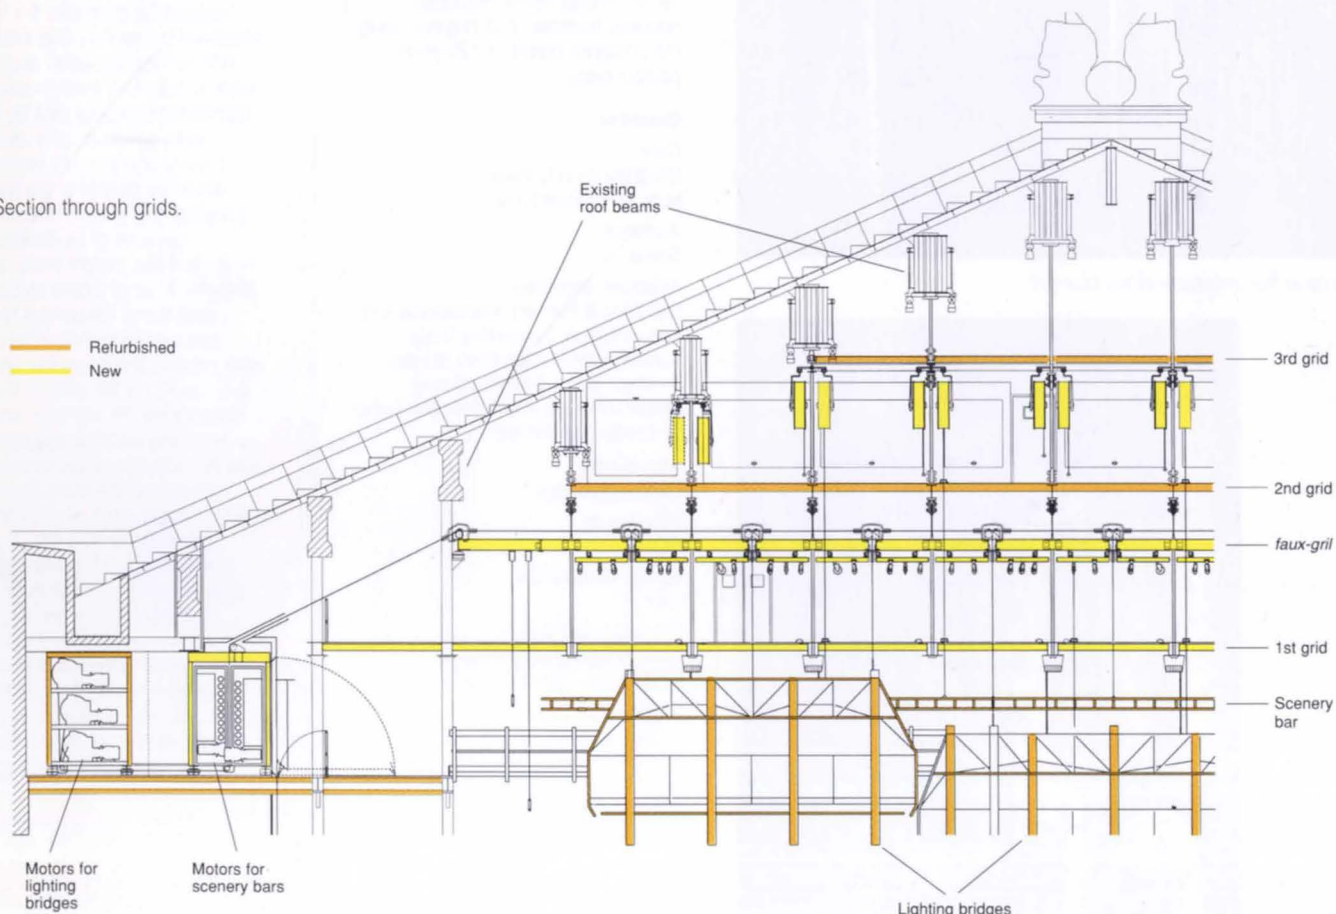 Section through grids.
Existing
roof beams
Refurbished
New
3rd grid
2nd grid
faux-gril
1st grid
Scenery
bar
Motors for
lighting
bridges
Motors for
scenery bars
Lighting bridges